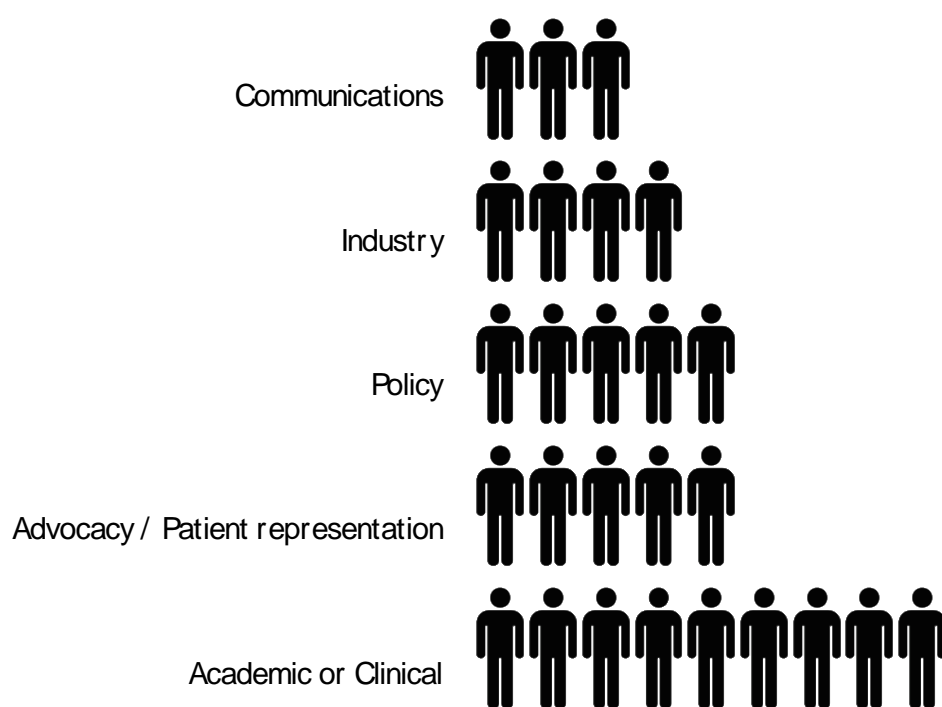 Communications
Industry
Policy
Advocacy / Patient representation
Academic or Clinical